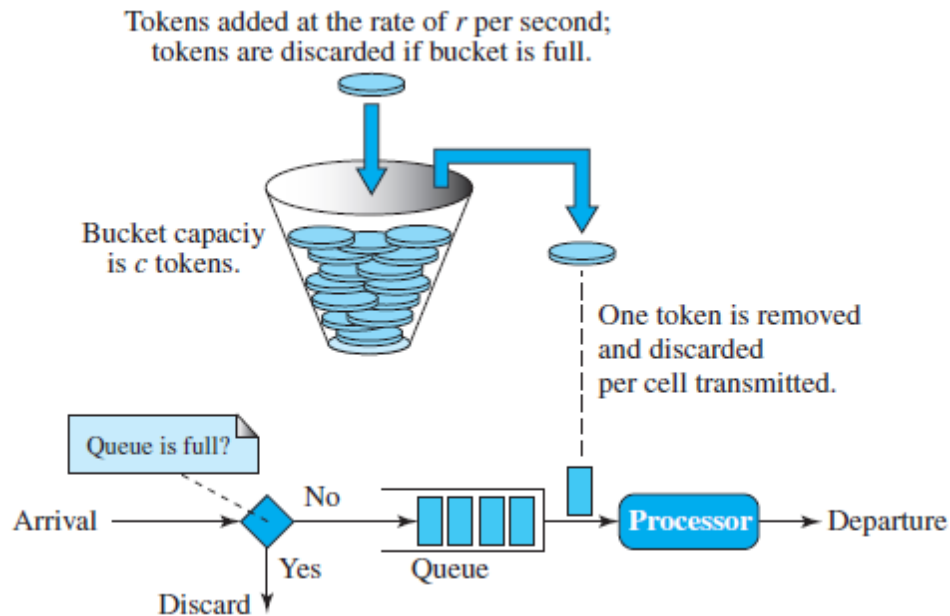 Tokens added at the rate of r per second;
tokens are discarded if bucket is full.
Bucket capaciy
is c tokens.
One token is removed
and discarded
per cell transmitted.
Queue is full?
No
Arrival
Processor
Departure
Yes
Queue
Discard